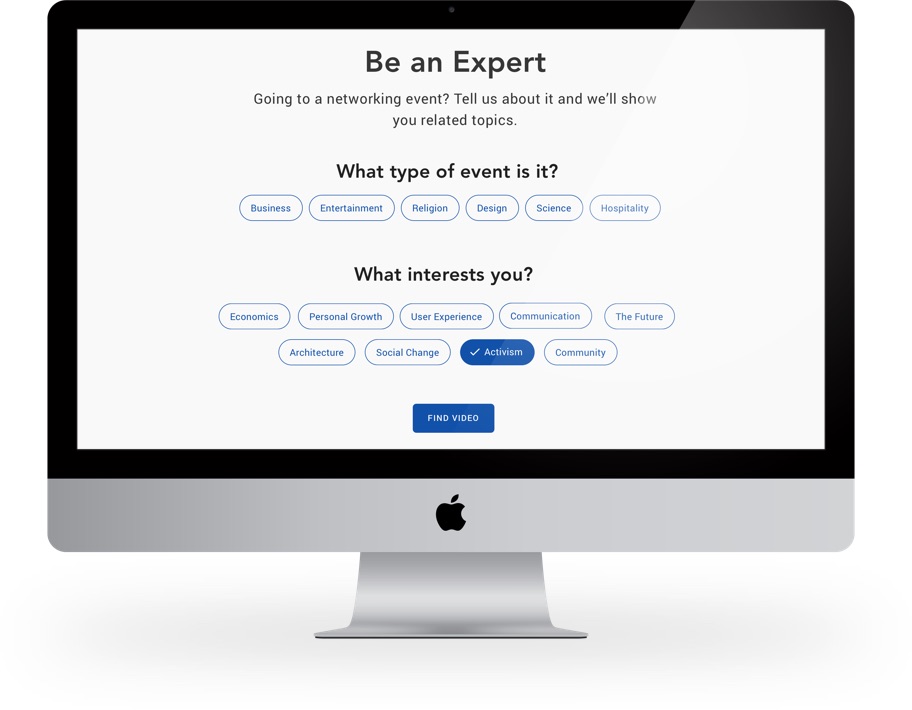 Be an Expert
Going to a networking event? Tell us about it and we’ll show
you related topics.
What type of event is it?
Business Entertainment Religion Design Science Hospitality
What interests you?
Economics Personal Growth User Experience Communication The Future
Architecture Social Change Activism Community
FIND VIDEO